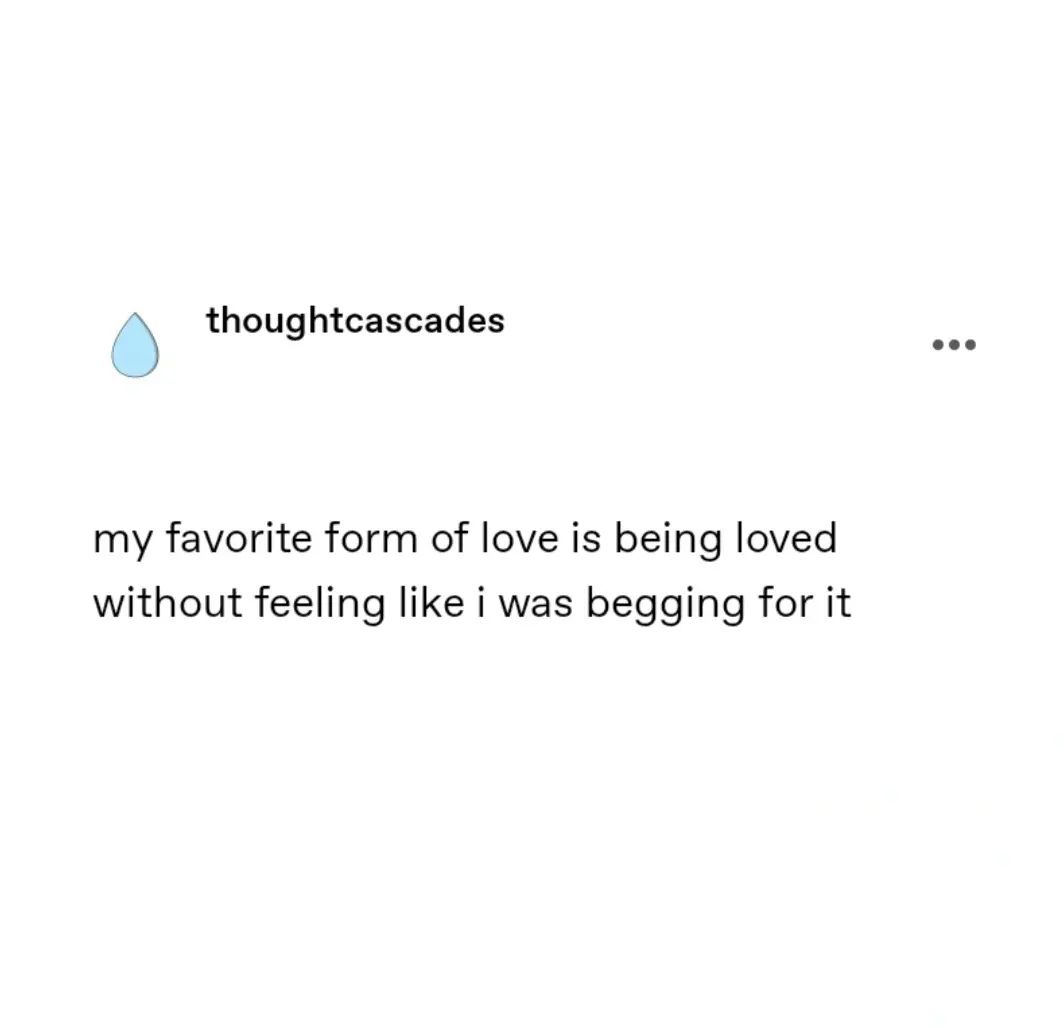 thoughtcascades
my favorite form of love is being loved
without feeling like i was begging for it